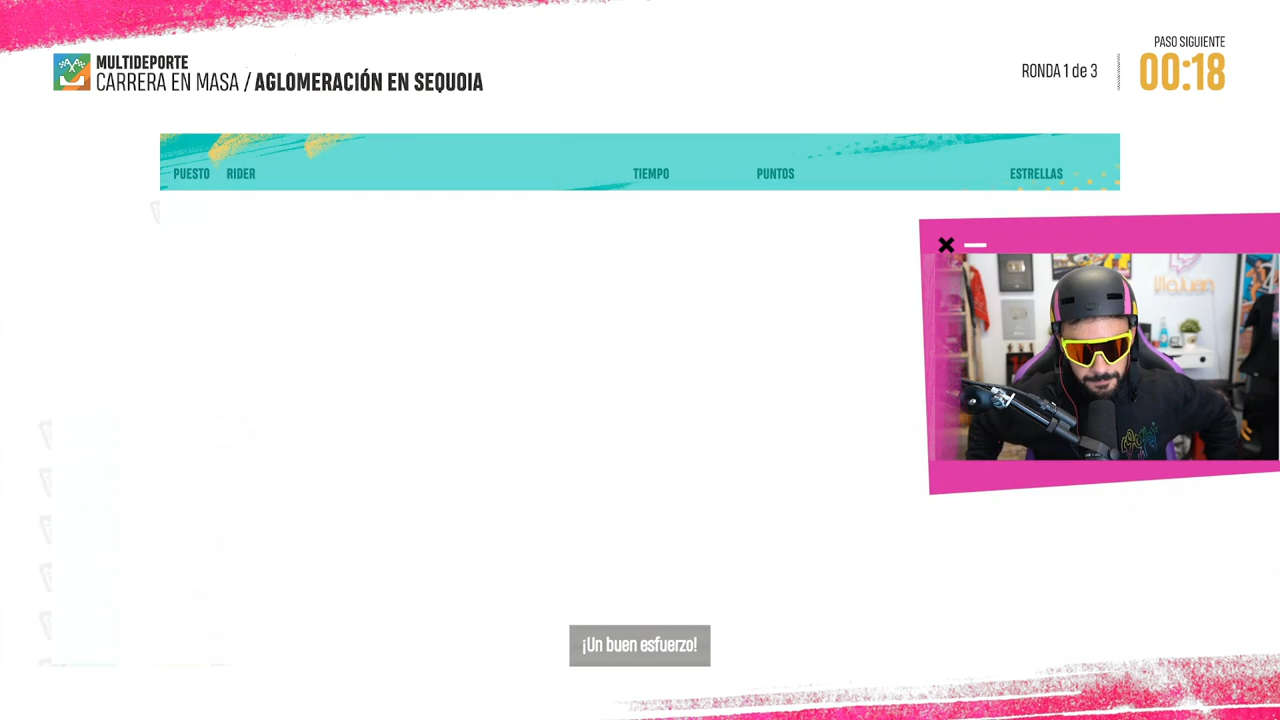 MULTIDEPORTE
CARRERA EN MASA / AGLOMERACIÓN EN SEQUOIA
RONDA 1 de 3
PASO SIGUIENTE
00:18
PUESTO RIDER TIEMPO PUNTOS ESTRELLAS
¡Un buen esfuerzo!